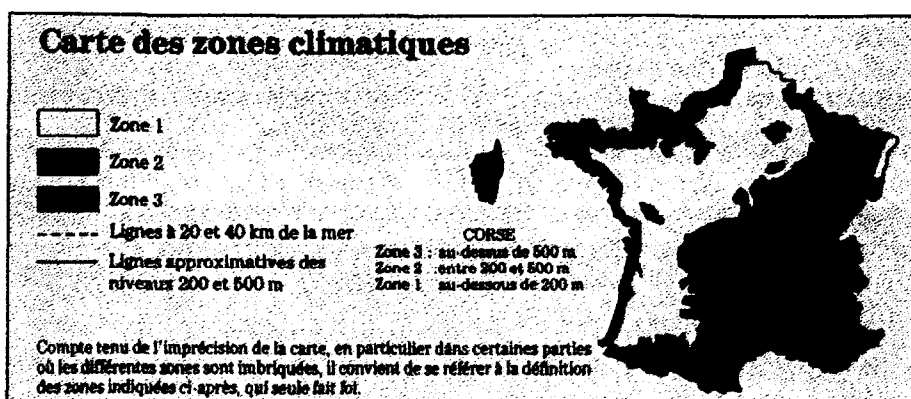 Carte des zones climatiques
Zone 1
Zone 2
Zone 3
Lignes à 20 et 40 km de la mer
Lignes approximatives des
niveaux 200 et 500 m
CORSE
Zone 3 : au-dessus de 500 m
Zone 2 : entre 200 et 500 m
Zone 1 au-dessous de 200 m
Compte tenu de l'imprécision de la carte, en particulier dans certaines parties
où les différentes zones sont imbriquées, il convient de se référer à la définition
des zones indiquées ci-après, qui seule fait foi.